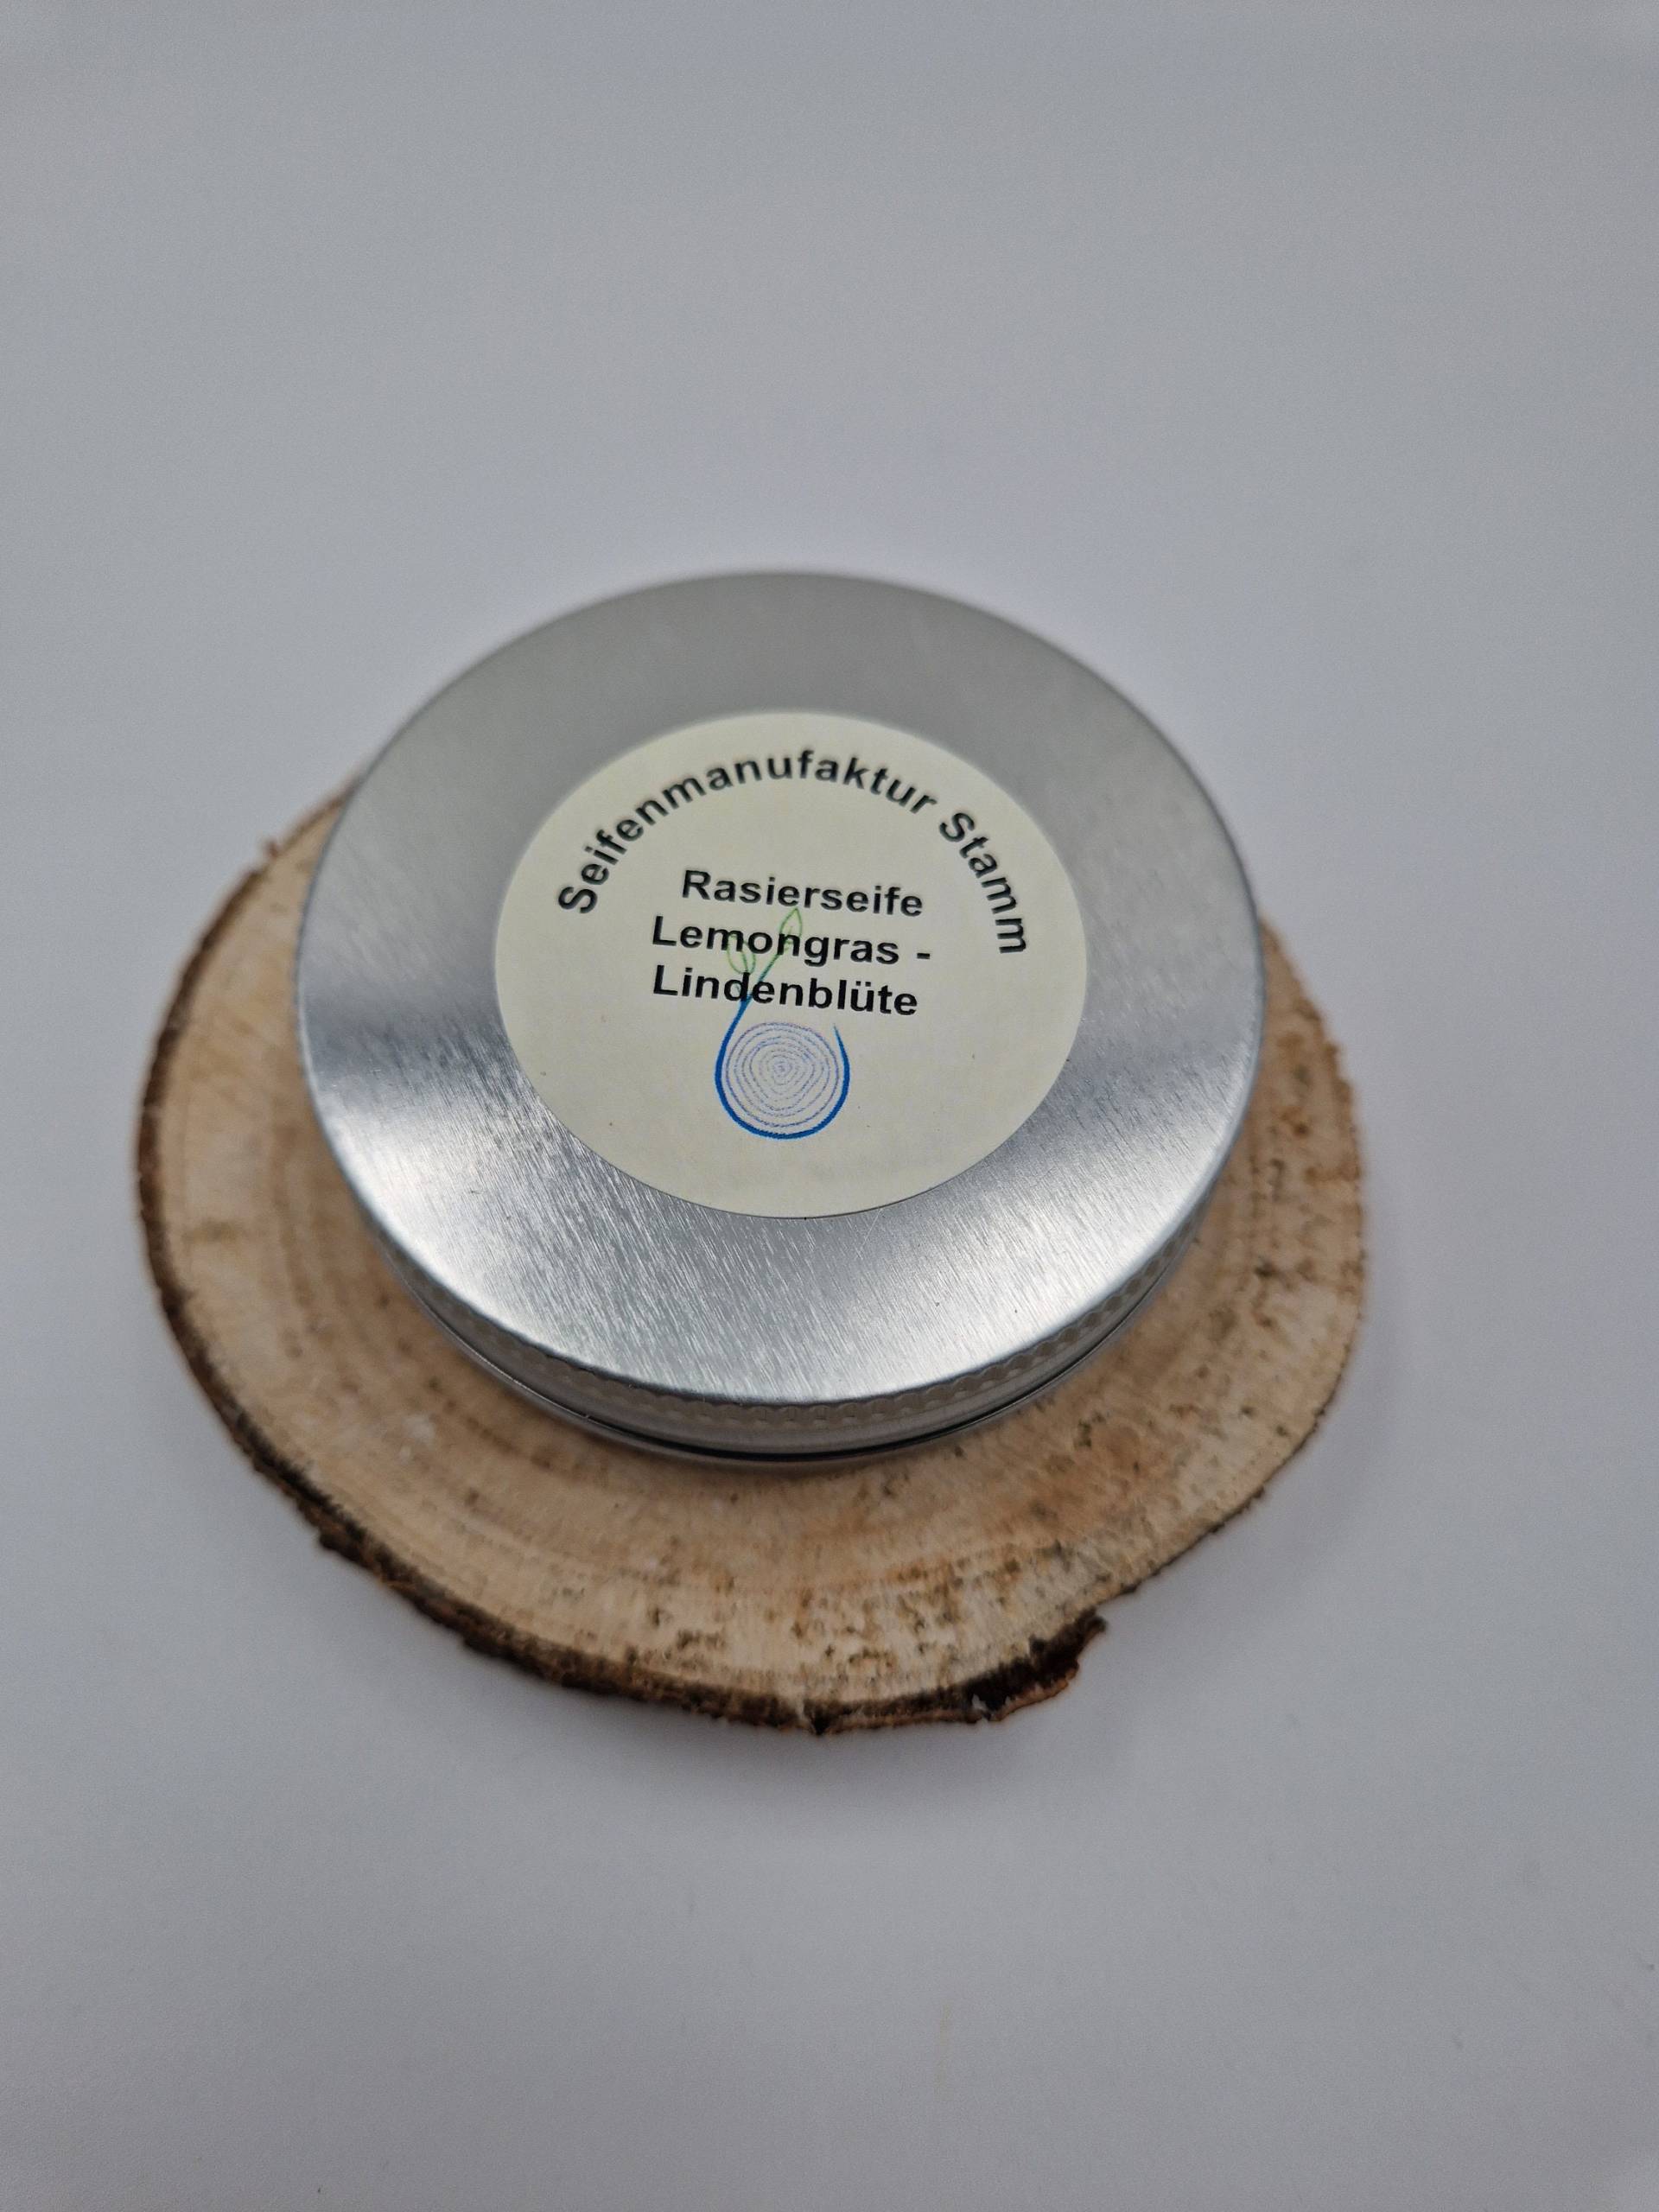 Seifenmanufaktur Stamm
Rasierseife
Lemongras -
Lindenblüte